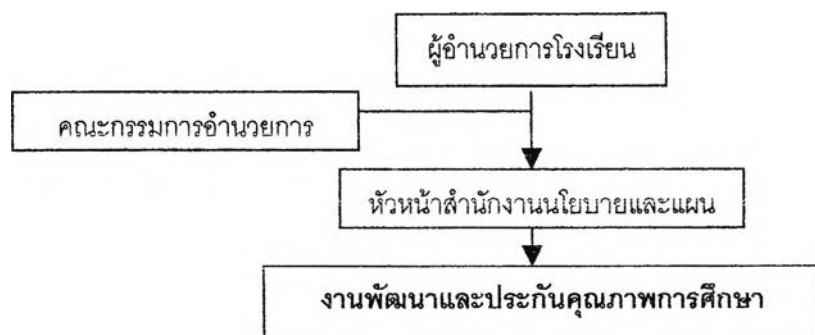 ผู้อำนวยการโรงเรียน
คณะกรรมการอำนวยการ
หัวหน้าสำนักงานนโยบายและแผน
งานพัฒนาและประกันคุณภาพการศึกษา